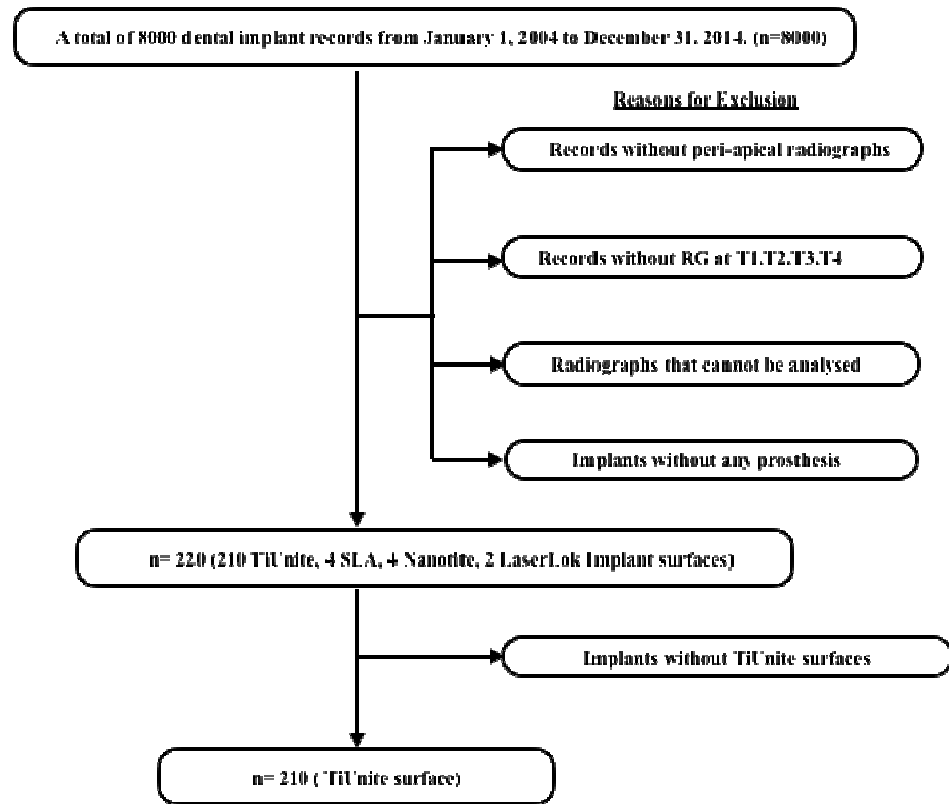 A total of 8000 dental implant records from January 1, 2004 to December 31. 2014. (n=8000)
Reasons for Exclusion
Records without peri-apical radiographs
Records without RG at T1.T2.T3.T4
Radiographs that cannot be analysed
Implants without any prosthesis
n= 220 (210 TiUnite, 4 SLA, 4 Nanotite, 2 LaserLok Implant surfaces)
Implants without TiUnite surfaces
n= 210 ( TiUnite surface)